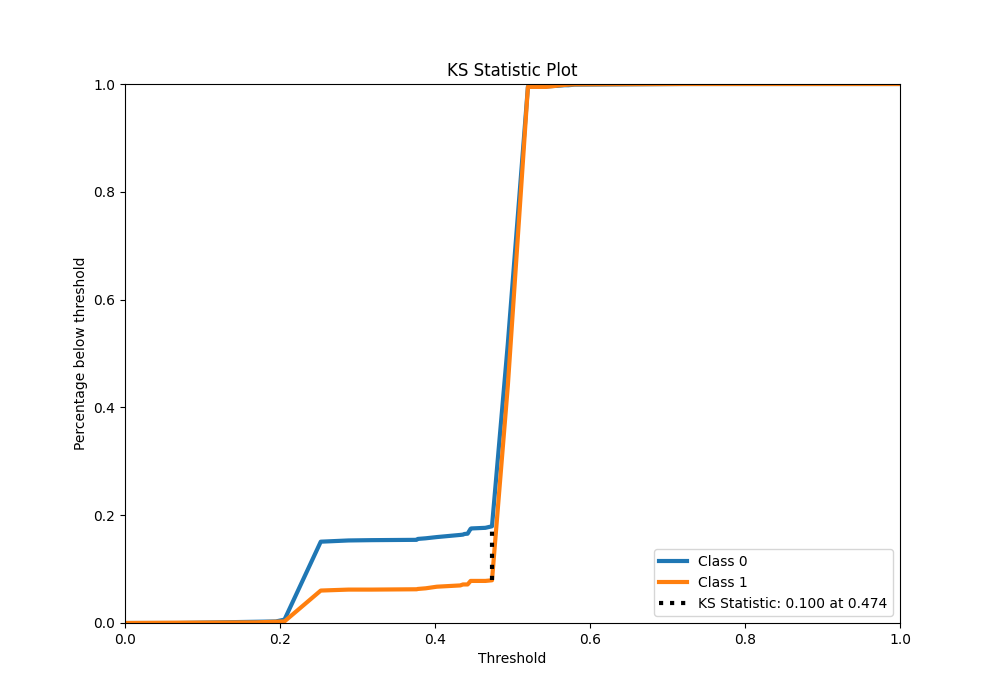 KS Statistic Plot
1.0
0.8
0.6
0.4
0.2
0.0
Percentage below threshold
0.0 0.2 0.4 0.6 0.8 1.0
Threshold
Class 0
Class 1
KS Statistic: 0.100 at 0.474